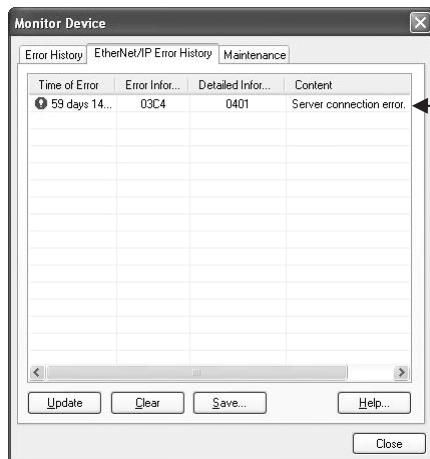 Monitor Device
Error History EtherNet/IP Error History Maintenance
Time of Error Error Infor... Detailed Infor... Content
59 days 14... 03C4 0401 Server connection error.
Update Clear Save... Help...
Close